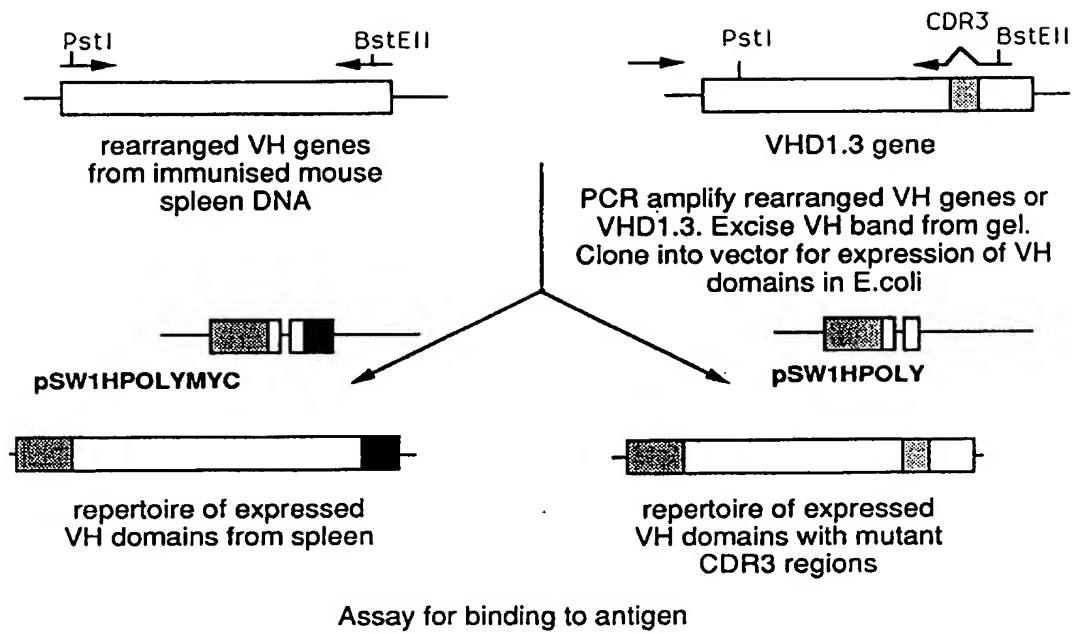 PstI
BstEII
rearranged VH genes
from immunised mouse
spleen DNA
PstI
CDR3
BstEII
VHD1.3 gene
PCR amplify rearranged VH genes or
VHD1.3. Excise VH band from gel.
Clone into vector for expression of VH
domains in E.coli
pSW1HPOLYMYC
pSW1HPOLY
repertoire of expressed
VH domains from spleen
repertoire of expressed
VH domains with mutant
CDR3 regions
Assay for binding to antigen